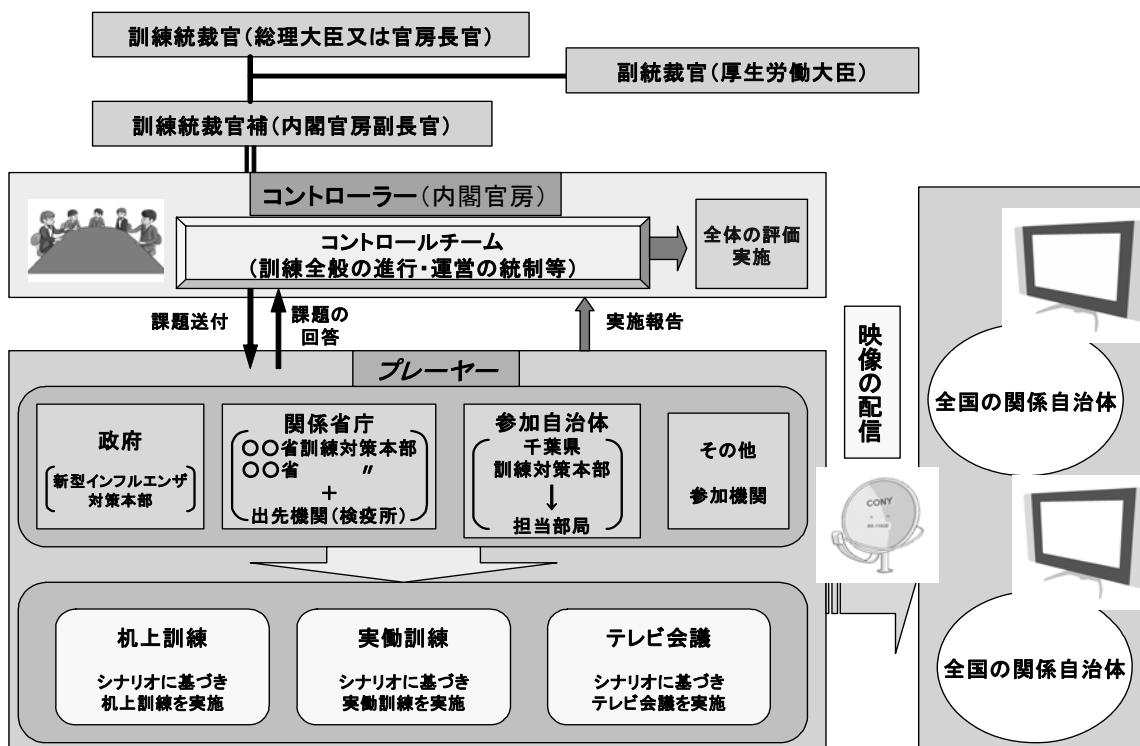 訓練統裁官(総理大臣又は官房長官)
副統裁官(厚生労働大臣)
訓練統裁官補(内閣官房副長官)
コントローラー(内閣官房)
コントロールチーム
(訓練全般の進行・運営の統制等)
全体の評価
実施
課題送付
課題の
回答
実施報告
プレーヤー
政府
新型インフルエンザ
対策本部
関係省庁
○○省訓練対策本部
○○省 〃
+
出先機関(検疫所)
参加自治体
千葉県
訓練対策本部
↓
担当部局
その他
参加機関
机上訓練
シナリオに基づき
机上訓練を実施
実働訓練
シナリオに基づき
実働訓練を実施
テレビ会議
シナリオに基づき
テレビ会議を実施
映像の配信
CONY
全国の関係自治体
全国の関係自治体